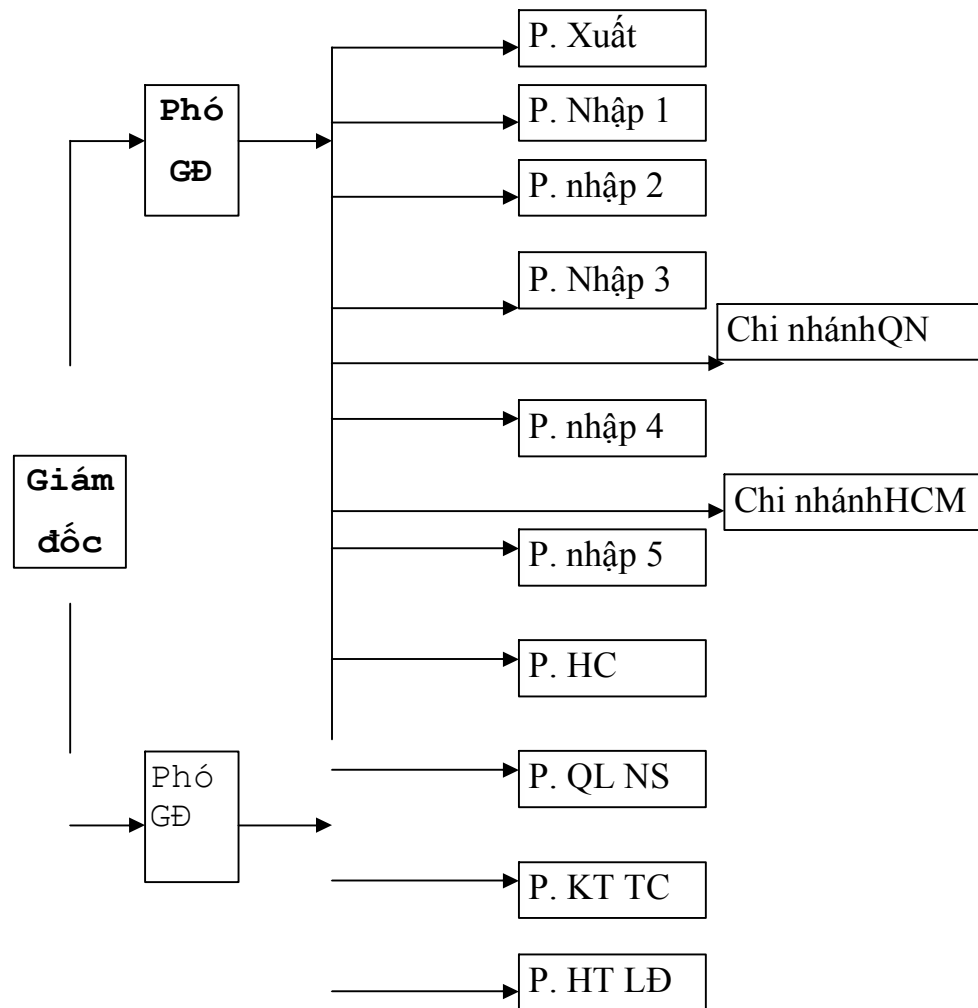 P. Xuất
Phó
GĐ
P. Nhập 1
P. nhập 2
P. Nhập 3
Chi nhánhQN
P. nhập 4
Giám
đốc
Chi nhánhHCM
P. nhập 5
P. HC
Phó
GĐ
P. QL NS
P. KT TC
P. HT LĐ